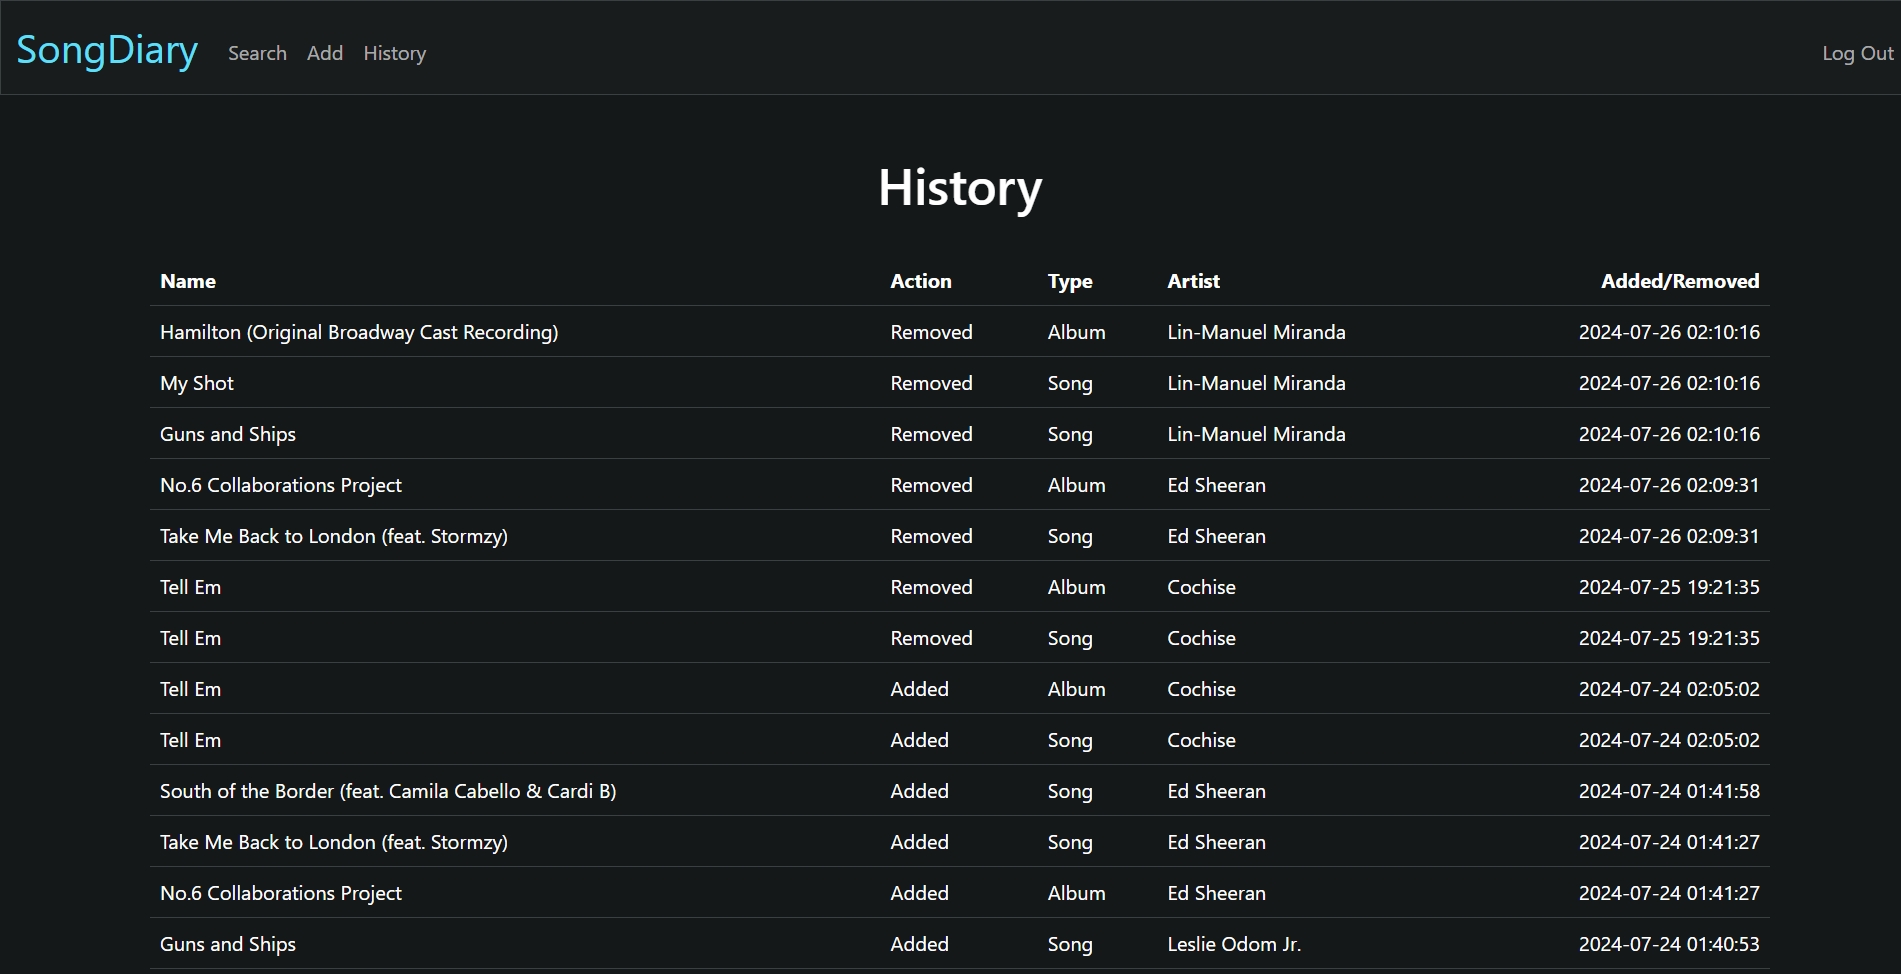 SongDiary Search Add History Log Out
History
Name Action Type Artist Added/Removed
Hamilton (Original Broadway Cast Recording) Removed Album Lin-Manuel Miranda 2024-07-26 02:10:16
My Shot Removed Song Lin-Manuel Miranda 2024-07-26 02:10:16
Guns and Ships Removed Song Lin-Manuel Miranda 2024-07-26 02:10:16
No.6 Collaborations Project Removed Album Ed Sheeran 2024-07-26 02:09:31
Take Me Back to London (feat. Stormzy) Removed Song Ed Sheeran 2024-07-26 02:09:31
Tell Em Removed Album Cochise 2024-07-25 19:21:35
Tell Em Removed Song Cochise 2024-07-25 19:21:35
Tell Em Added Album Cochise 2024-07-24 02:05:02
Tell Em Added Song Cochise 2024-07-24 02:05:02
South of the Border (feat. Camila Cabello & Cardi B) Added Song Ed Sheeran 2024-07-24 01:41:58
Take Me Back to London (feat. Stormzy) Added Song Ed Sheeran 2024-07-24 01:41:27
No.6 Collaborations Project Added Album Ed Sheeran 2024-07-24 01:41:27
Guns and Ships Added Song Leslie Odom Jr. 2024-07-24 01:40:53